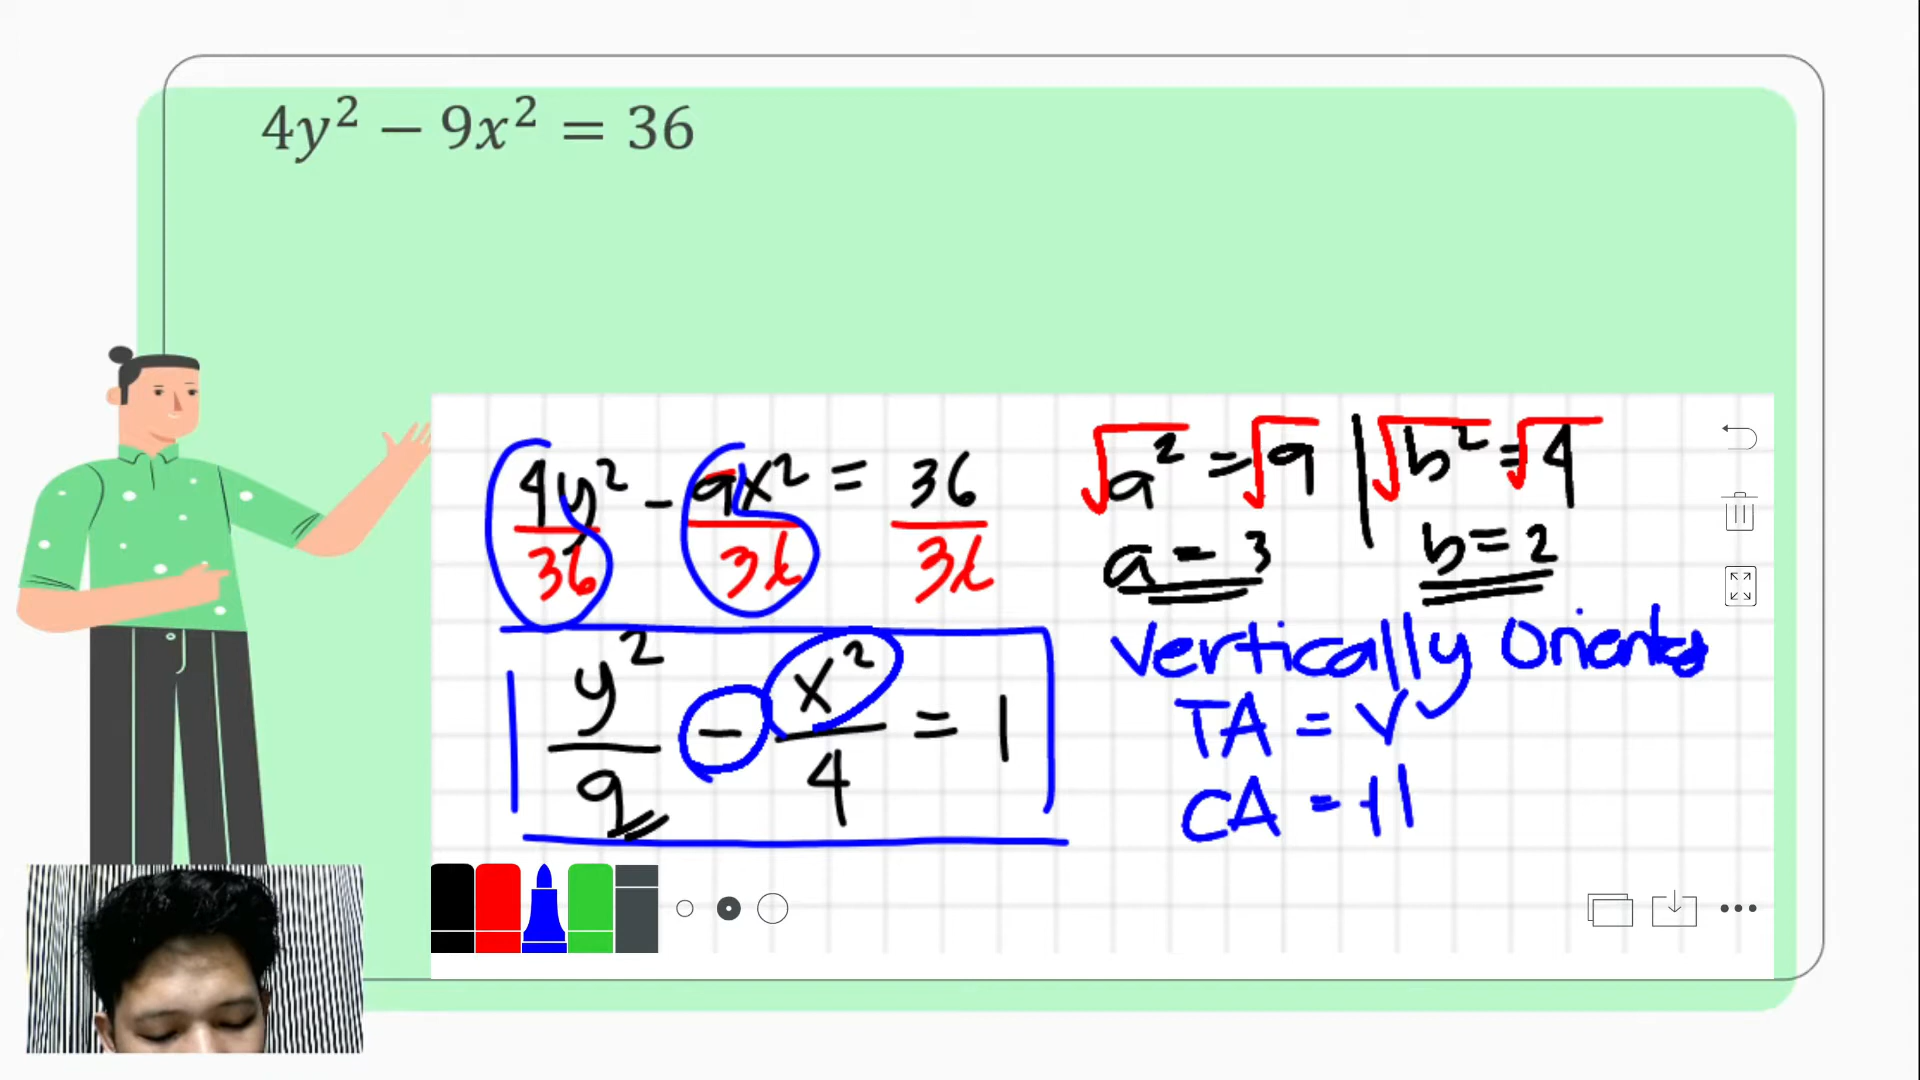 4y² − 9x² = 36
4y²/36 − 9x²/36 = 36/36
y²/9 − x²/4 = 1
√a² = √9 | √b² = √4
a = 3 b = 2
Vertically Oriented
TA = V
CA = H